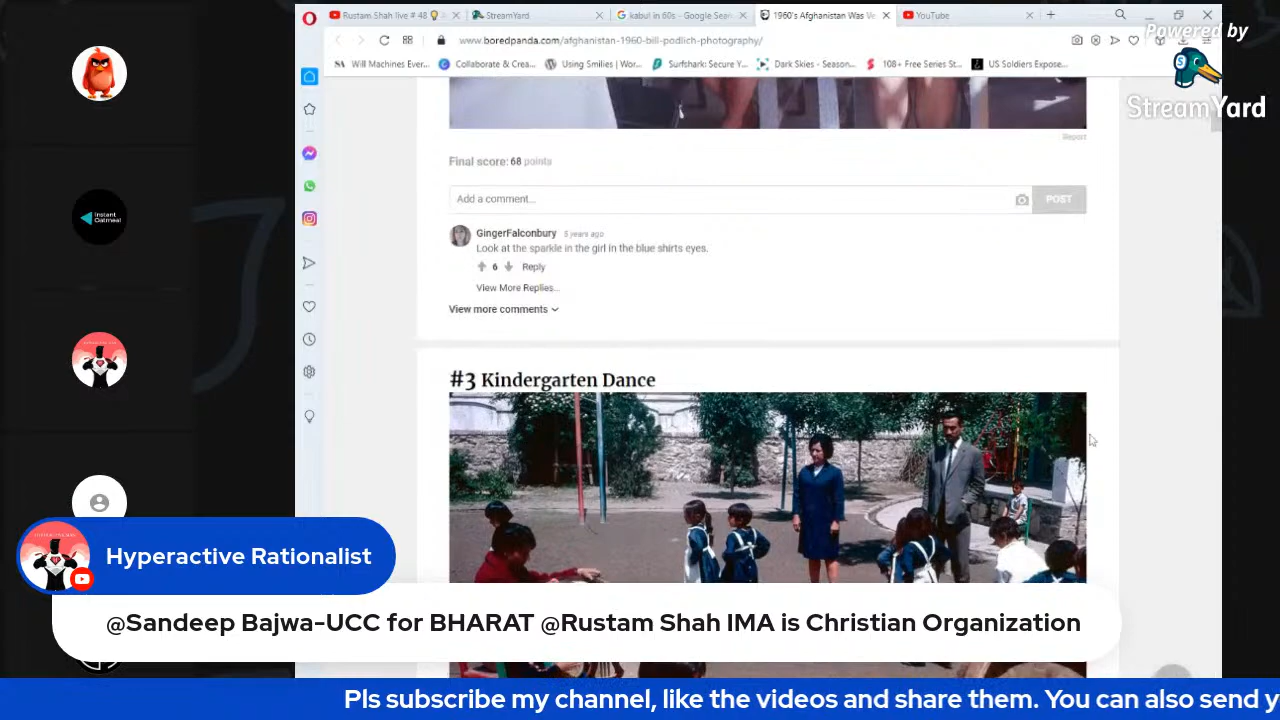 Rustam Shah live # 48
StreamYard
kabul in 60s - Google Sear
1960's Afghanistan Was Ve
YouTube
www.boredpanda.com/afghanistan-1960-bill-podlich-photography/
SA Will Machines Ever...
Collaborate & Crea...
Using Smilies | Wor...
Surfshark: Secure Y...
Dark Skies - Season...
108+ Free Series St...
US Soldiers Expose...
Powered by
StreamYard
Report
Final score: 68 points
Add a comment...
POST
GingerFalconbury 5 years ago
Look at the sparkle in the girl in the blue shirts eyes.
6 Reply
View More Replies...
View more comments
#3 Kindergarten Dance
Instant
Oatmeal
Hyperactive Rationalist
@Sandeep Bajwa-UCC for BHARAT @Rustam Shah IMA is Christian Organization
Pls subscribe my channel, like the videos and share them. You can also send y